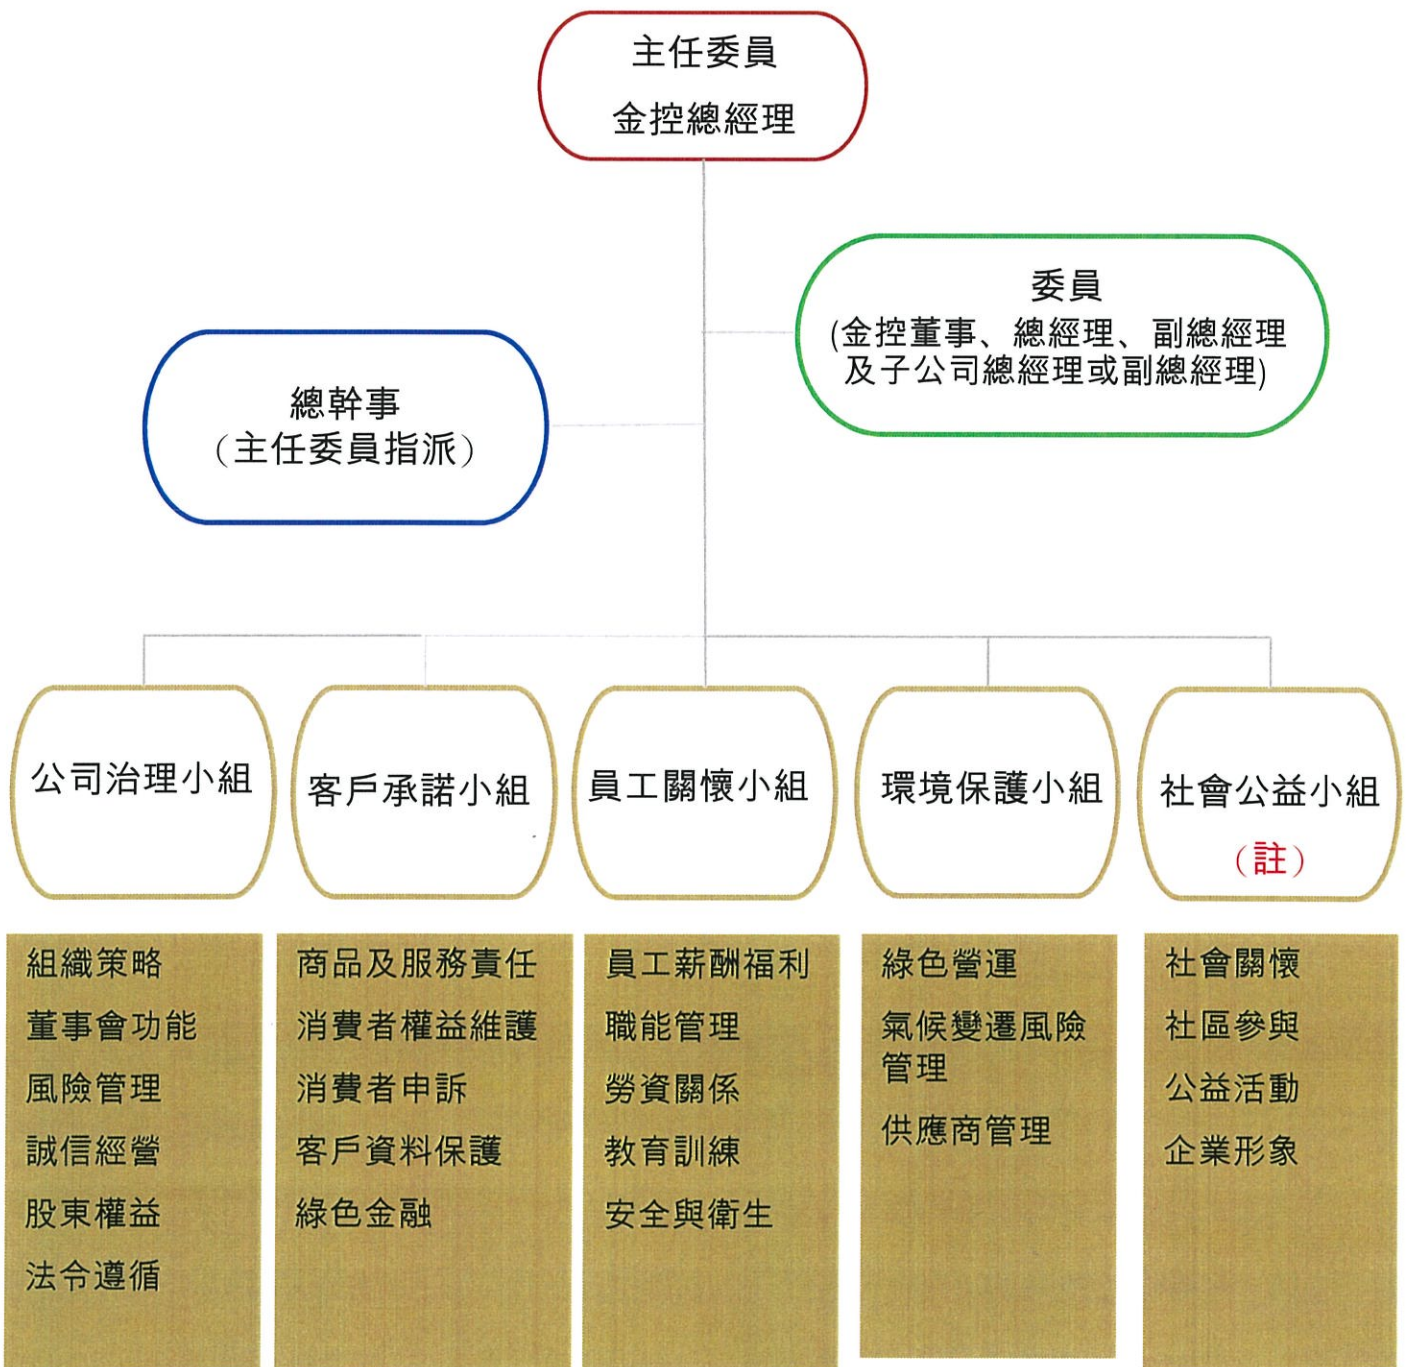 主任委員
金控總經理
委員
(金控董事、總經理、副總經理
及子公司總經理或副總經理)
總幹事
（主任委員指派）
公司治理小組
客戶承諾小組
員工關懷小組
環境保護小組
社會公益小組
（註）
組織策略
董事會功能
風險管理
誠信經營
股東權益
法令遵循
商品及服務責任
消費者權益維護
消費者申訴
客戶資料保護
綠色金融
員工薪酬福利
職能管理
勞資關係
教育訓練
安全與衛生
綠色營運
氣候變遷風險
管理
供應商管理
社會關懷
社區參與
公益活動
企業形象